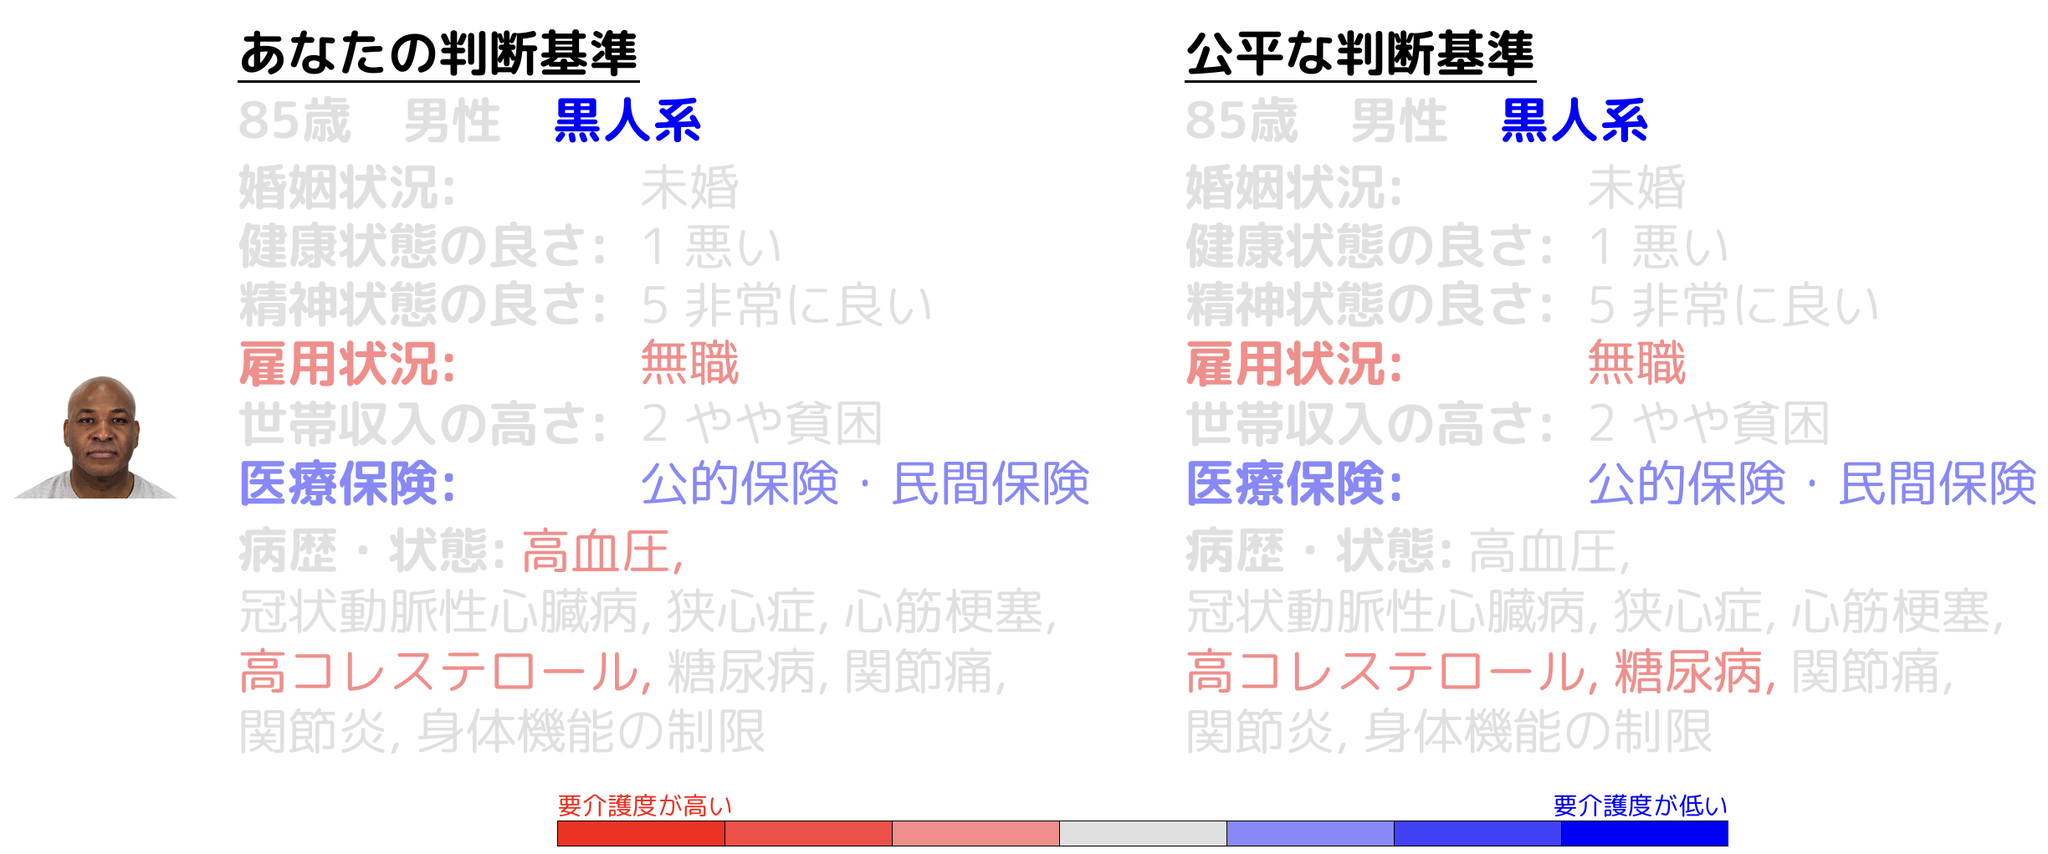 あなたの判断基準
85歳 男性 黒人系
婚姻状況: 未婚
健康状態の良さ: 1 悪い
精神状態の良さ: 5 非常に良い
雇用状況: 無職
世帯収入の高さ: 2 やや貧困
医療保険: 公的保険・民間保険
病歴・状態: 高血圧,
冠状動脈性心臓病, 狭心症, 心筋梗塞,
高コレステロール, 糖尿病, 関節痛,
関節炎, 身体機能の制限
公平な判断基準
85歳 男性 黒人系
婚姻状況: 未婚
健康状態の良さ: 1 悪い
精神状態の良さ: 5 非常に良い
雇用状況: 無職
世帯収入の高さ: 2 やや貧困
医療保険: 公的保険・民間保険
病歴・状態: 高血圧,
冠状動脈性心臓病, 狭心症, 心筋梗塞,
高コレステロール, 糖尿病, 関節痛,
関節炎, 身体機能の制限
要介護度が高い
要介護度が低い